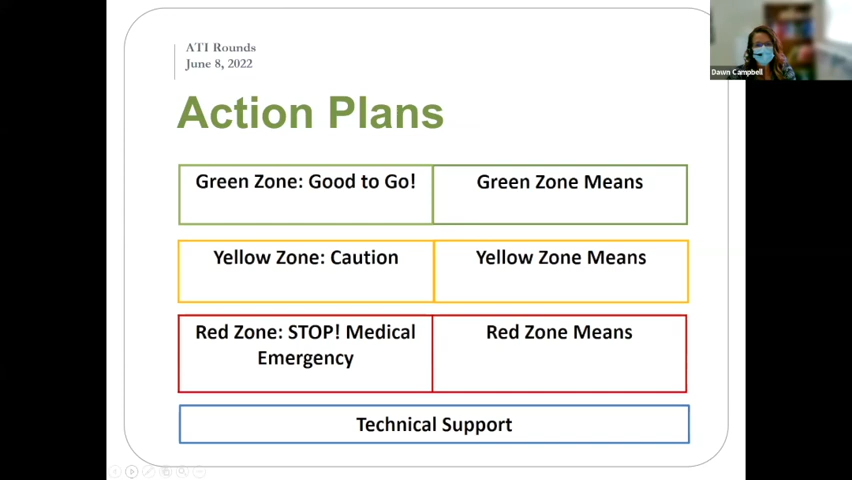 ATI Rounds
June 8, 2022
Dawn Campbell
Action Plans
Green Zone: Good to Go!
Green Zone Means
Yellow Zone: Caution
Yellow Zone Means
Red Zone: STOP! Medical
Emergency
Red Zone Means
Technical Support